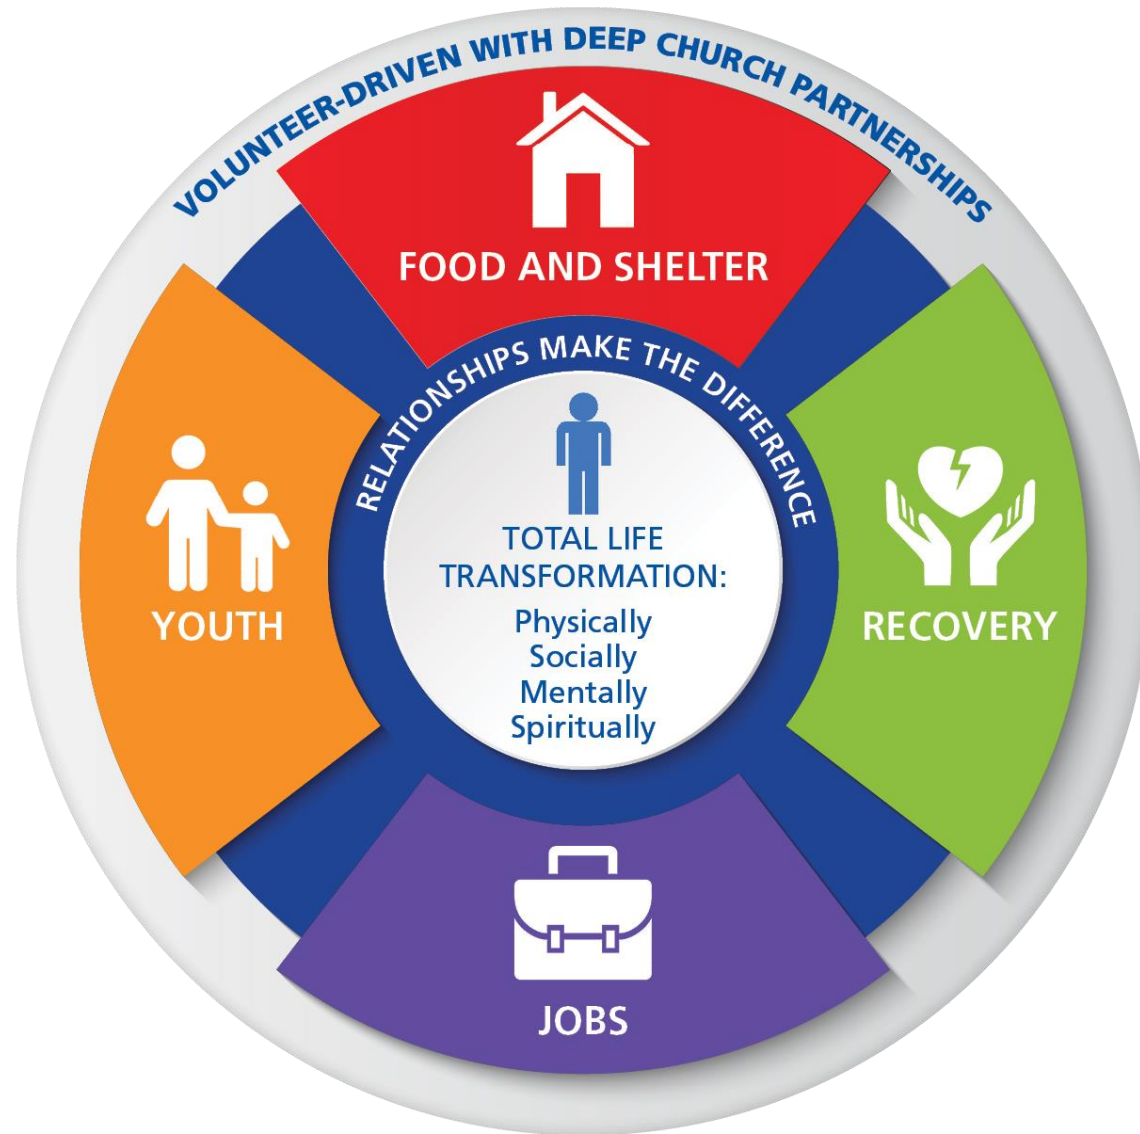 VOLUNTEER-DRIVEN WITH DEEP CHURCH PARTNERSHIPS
FOOD AND SHELTER
RELATIONSHIPS MAKE THE DIFFERENCE
YOUTH
TOTAL LIFE
TRANSFORMATION:
Physically
Socially
Mentally
Spiritually
RECOVERY
JOBS